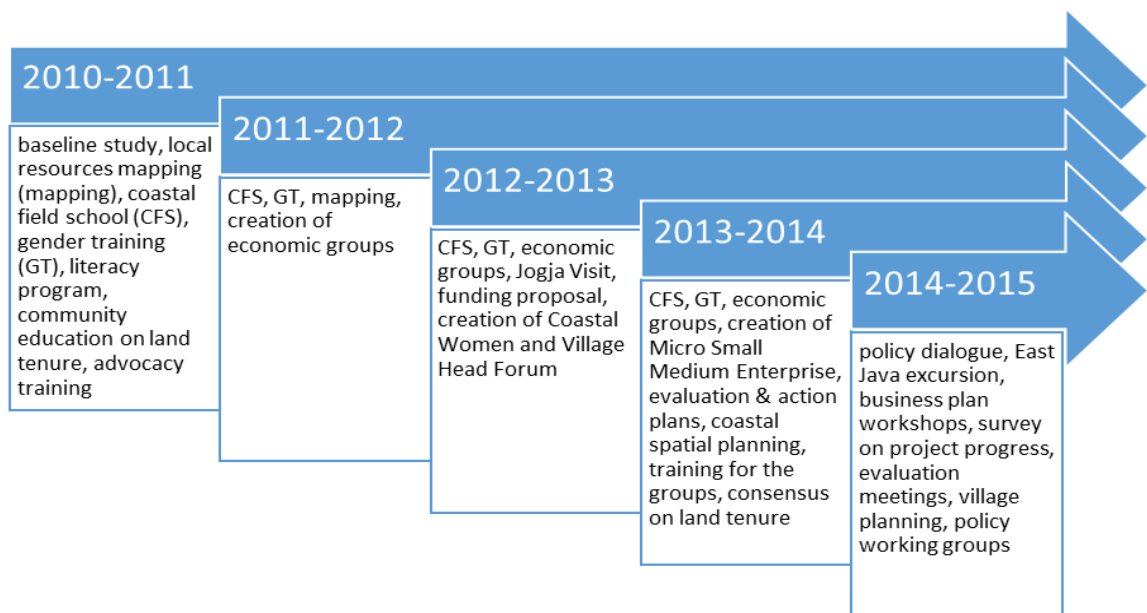 2010-2011
baseline study, local
resources mapping
(mapping), coastal
field school (CFS),
gender training
(GT), literacy
program,
community
education on land
tenure, advocacy
training
2011-2012
CFS, GT, mapping,
creation of
economic groups
2012-2013
CFS, GT, economic
groups, Jogja Visit,
funding proposal,
creation of Coastal
Women and Village
Head Forum
2013-2014
CFS, GT, economic
groups, creation of
Micro Small
Medium Enterprise,
evaluation & action
plans, coastal
spatial planning,
training for the
groups, consensus
on land tenure
2014-2015
policy dialogue, East
Java excursion,
business plan
workshops, survey
on project progress,
evaluation
meetings, village
planning, policy
working groups